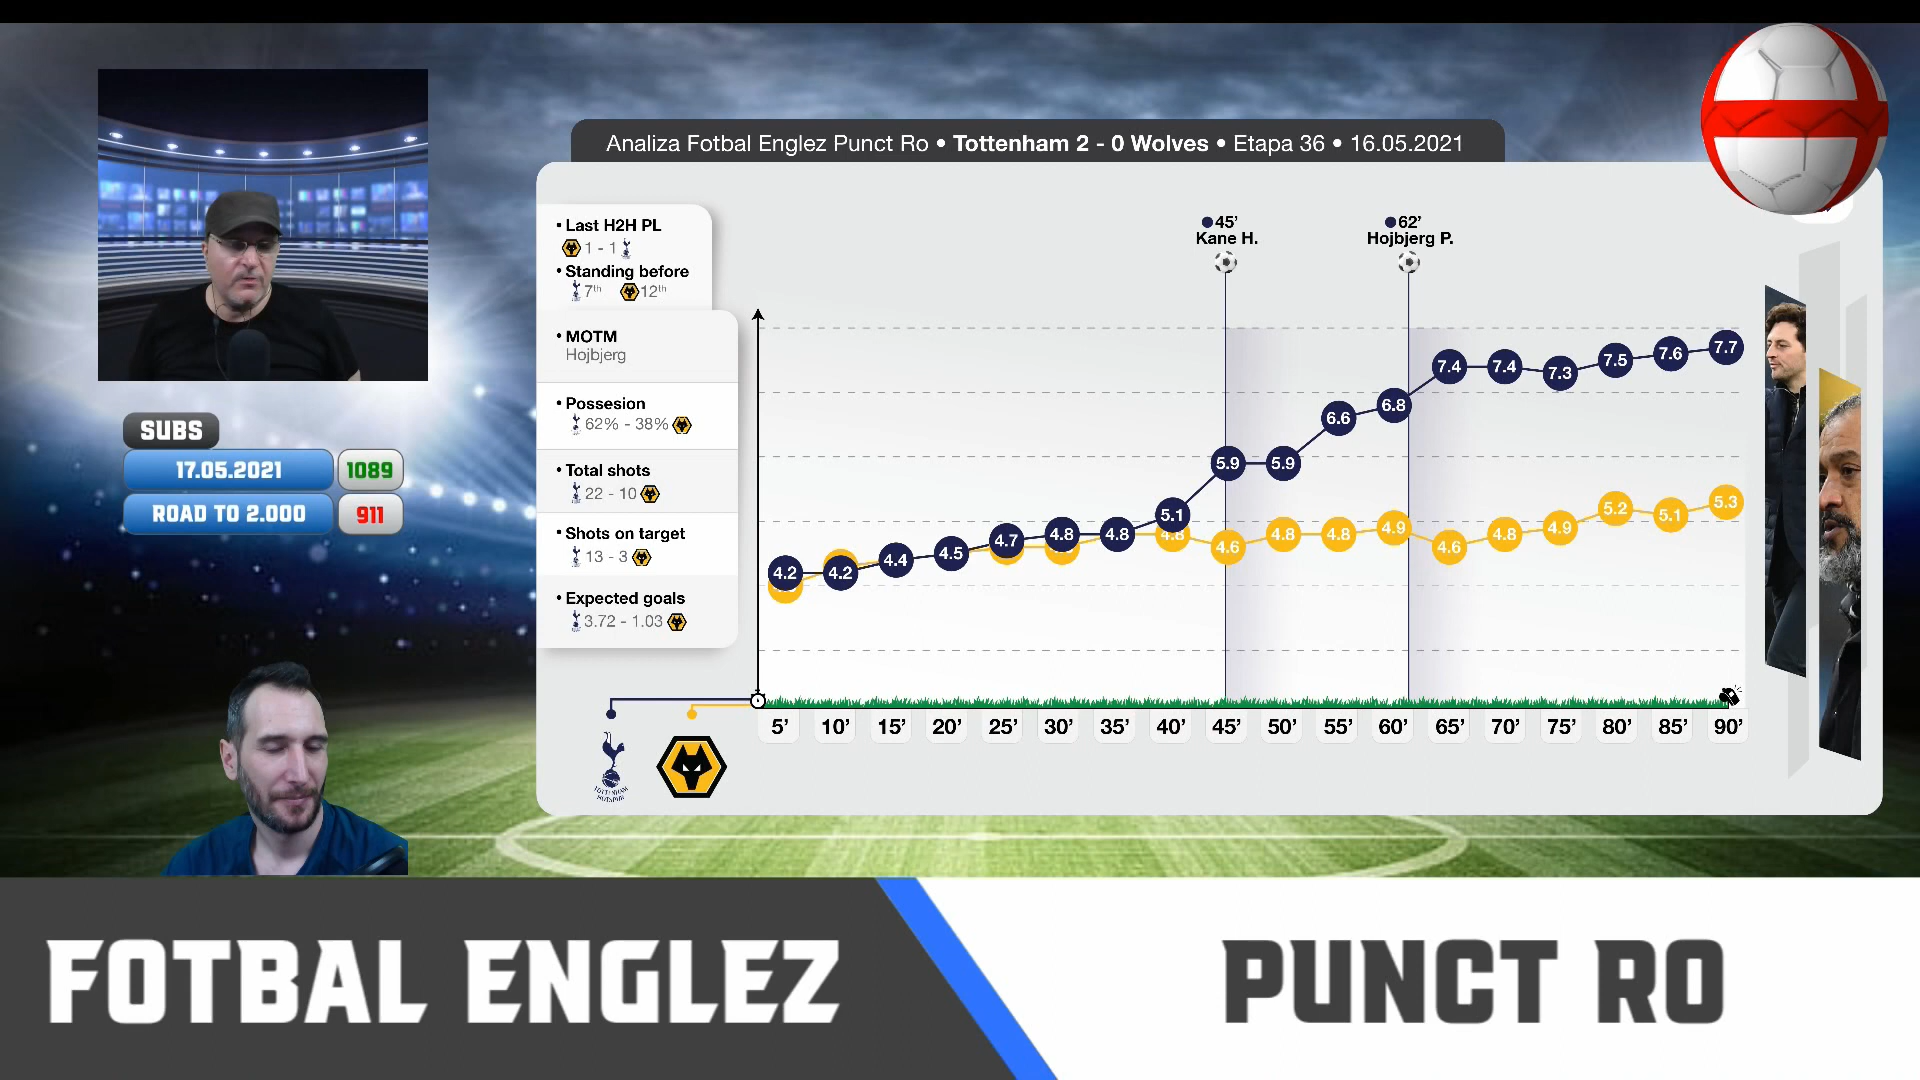 Analiza Fotbal Englez Punct Ro • Tottenham 2 - 0 Wolves • Etapa 36 • 16.05.2021
• Last H2H PL
1 - 1
• Standing before
7th 12th
• MOTM
Hojbjerg
• Possesion
62% - 38%
• Total shots
22 - 10
• Shots on target
13 - 3
• Expected goals
3.72 - 1.03
45’
Kane H.
62’
Hojbjerg P.
4.2 4.2 4.4 4.5 4.7 4.8 4.8 5.1 5.9 5.9 6.6 6.8 7.4 7.4 7.3 7.5 7.6 7.7
4.8 4.6 4.8 4.8 4.9 4.6 4.8 4.9 5.2 5.1 5.3
5’ 10’ 15’ 20’ 25’ 30’ 35’ 40’ 45’ 50’ 55’ 60’ 65’ 70’ 75’ 80’ 85’ 90’
TOTTENHAM
HOTSPUR
SUBS
17.05.2021 1089
ROAD TO 2.000 911
FOTBAL ENGLEZ
PUNCT RO